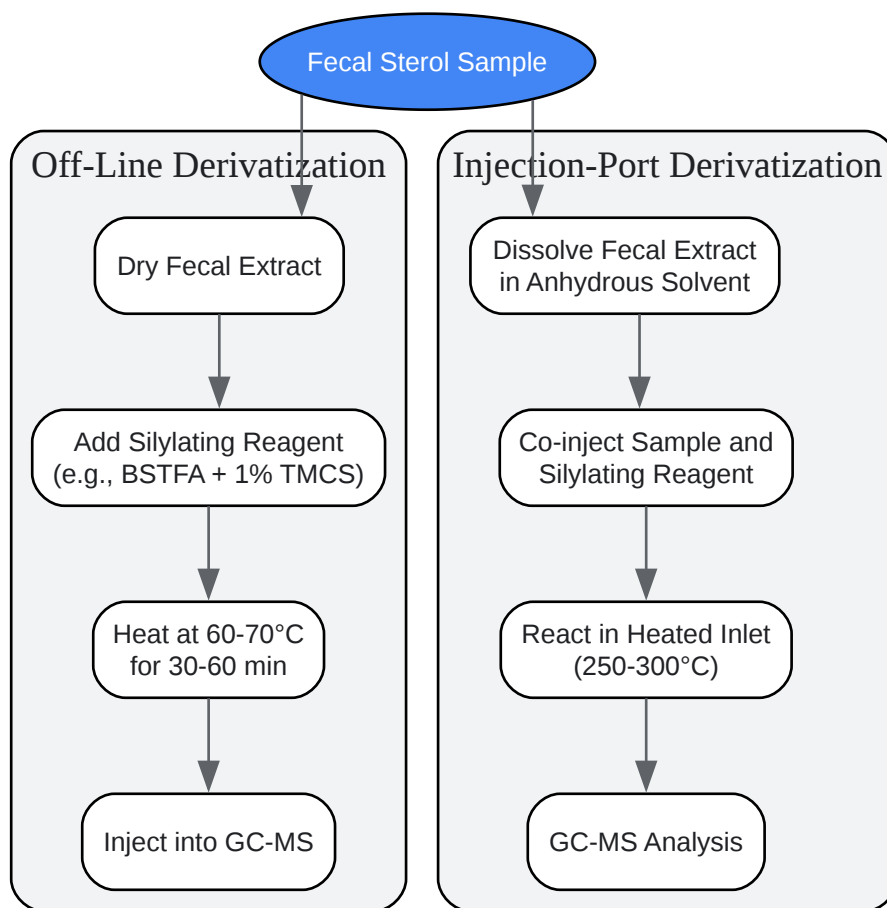 Fecal Sterol Sample
Off-Line Derivatization
Dry Fecal Extract
Add Silylating Reagent
(e.g., BSTFA + 1% TMCS)
Heat at 60-70°C
for 30-60 min
Inject into GC-MS
Injection-Port Derivatization
Dissolve Fecal Extract
in Anhydrous Solvent
Co-inject Sample and
Silylating Reagent
React in Heated Inlet
(250-300°C)
GC-MS Analysis